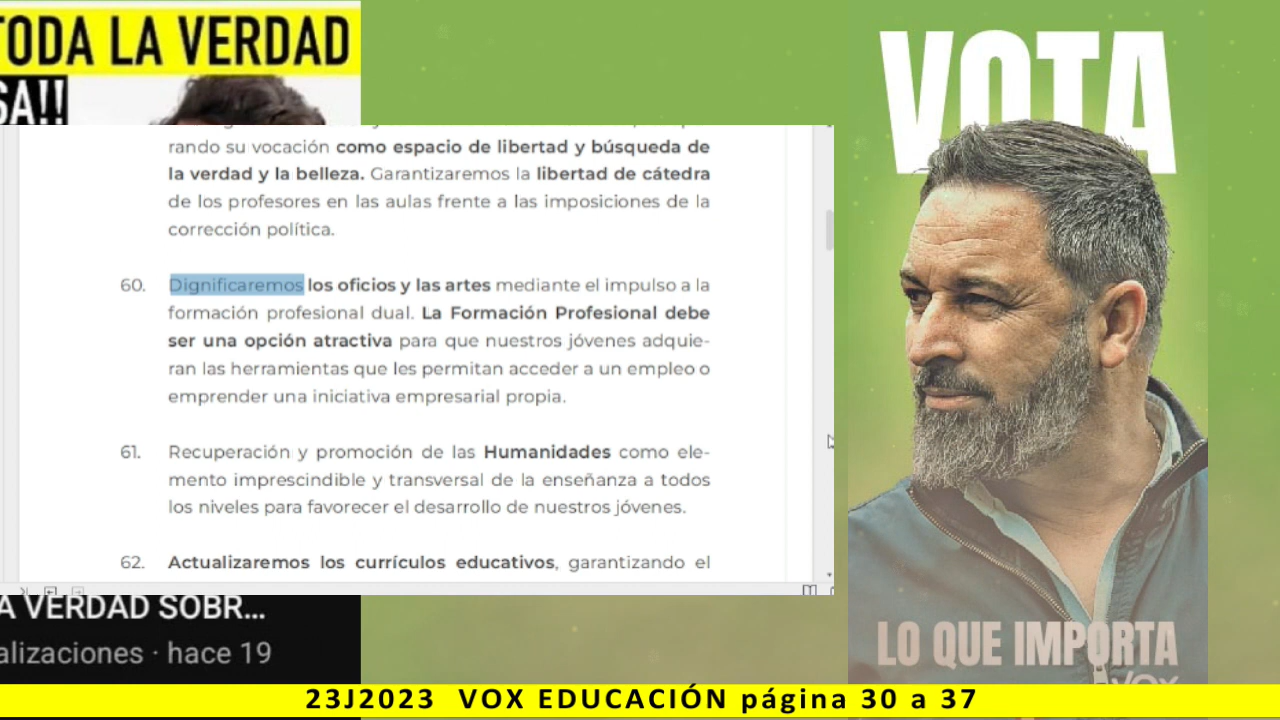 TODA LA VERDAD
SA!!
rando su vocación como espacio de libertad y búsqueda de
la verdad y la belleza. Garantizaremos la libertad de cátedra
de los profesores en las aulas frente a las imposiciones de la
corrección política.
60. Dignificaremos los oficios y las artes mediante el impulso a la
formación profesional dual. La Formación Profesional debe
ser una opción atractiva para que nuestros jóvenes adquie-
ran las herramientas que les permitan acceder a un empleo o
emprender una iniciativa empresarial propia.
61. Recuperación y promoción de las Humanidades como ele-
mento imprescindible y transversal de la enseñanza a todos
los niveles para favorecer el desarrollo de nuestros jóvenes.
62. Actualizaremos los currículos educativos, garantizando el
A VERDAD SOBR...
alizaciones · hace 19
VOTA
LO QUE IMPORTA
VOX
23J2023 VOX EDUCACIÓN página 30 a 37